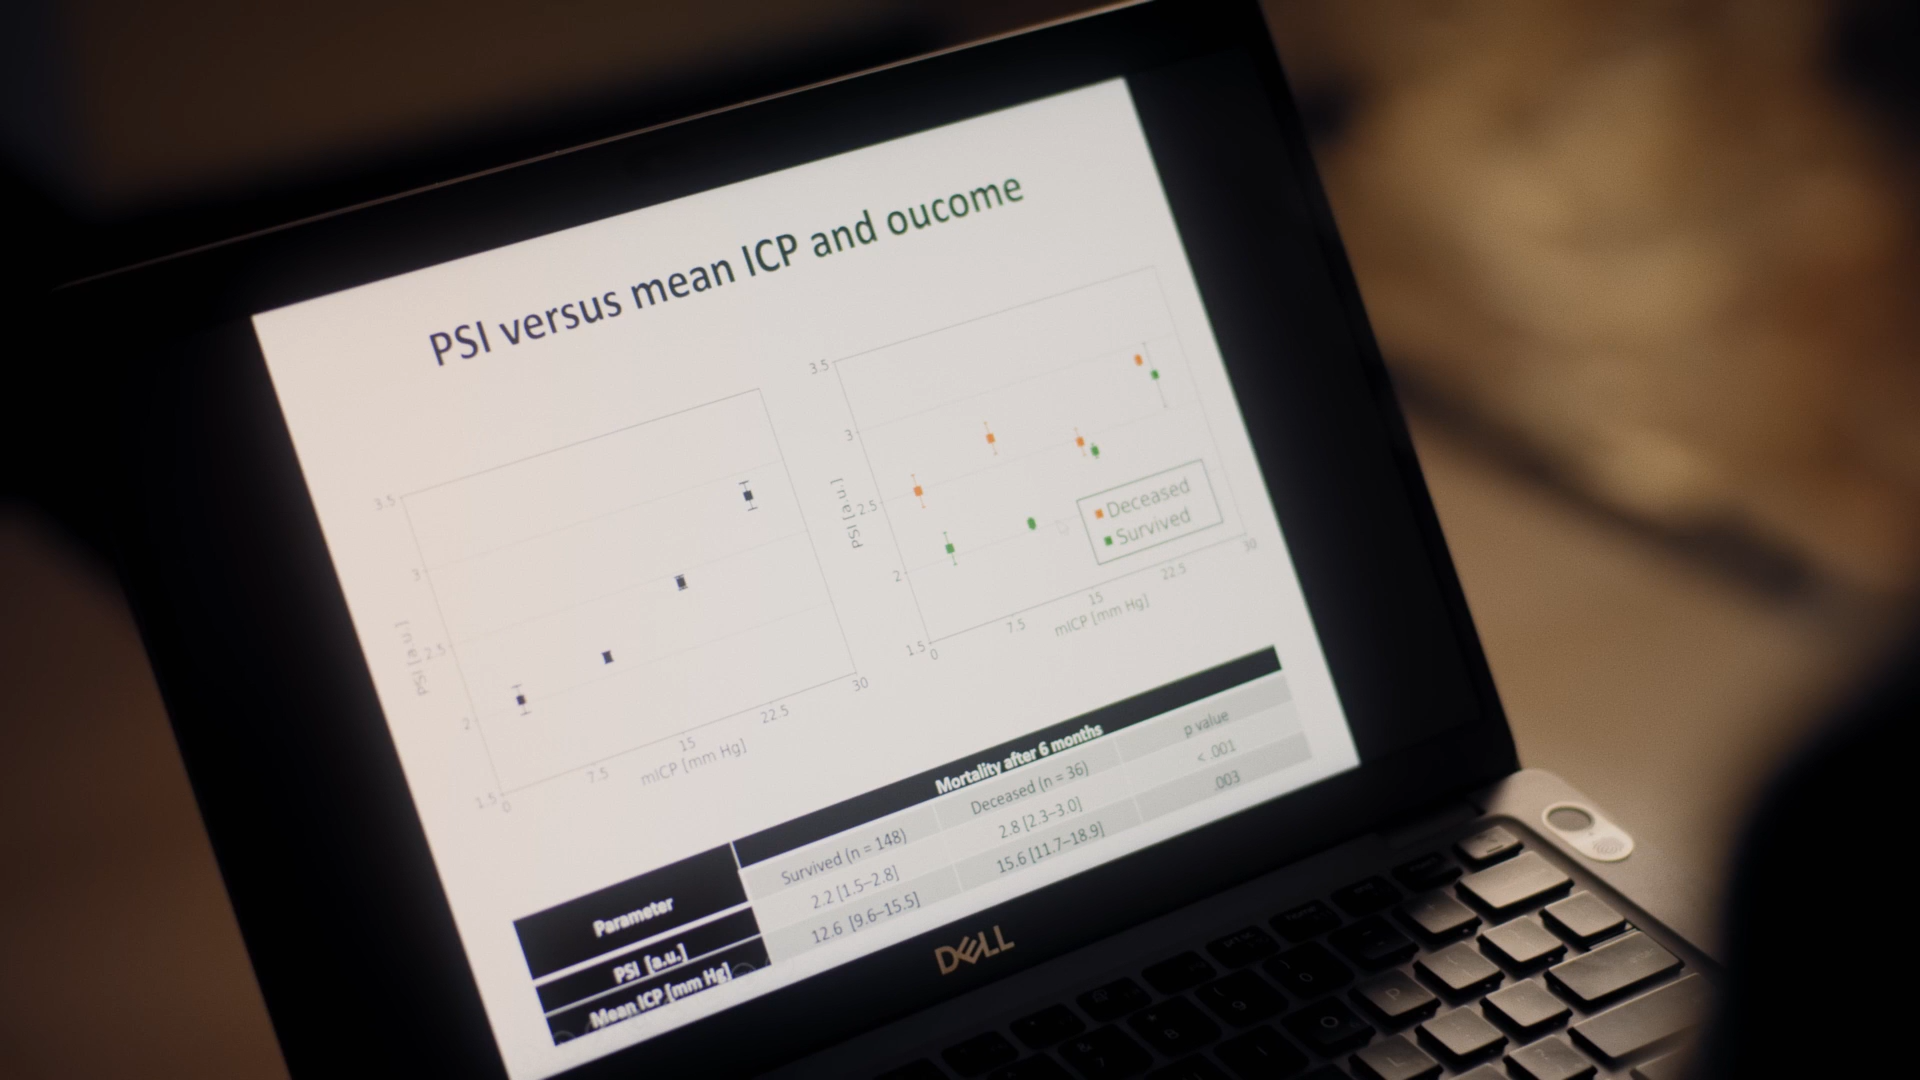 PSI versus mean ICP and oucome
3.5
3
2.5
2
1.5
PSI [a.u.]
0
7.5
15
22.5
30
mICP [mm Hg]
3.5
3
2.5
2
1.5
PSI [a.u.]
0
7.5
15
22.5
30
mICP [mm Hg]
Deceased
Survived
Parameter
Mortality after 6 months
Survived (n = 148)
Deceased (n = 36)
p value
PSI [a.u.]
2.2 [1.5–2.8]
2.8 [2.3–3.0]
< .001
Mean ICP [mm Hg]
12.6 [9.6–15.5]
15.6 [11.7–18.9]
.003
DELL